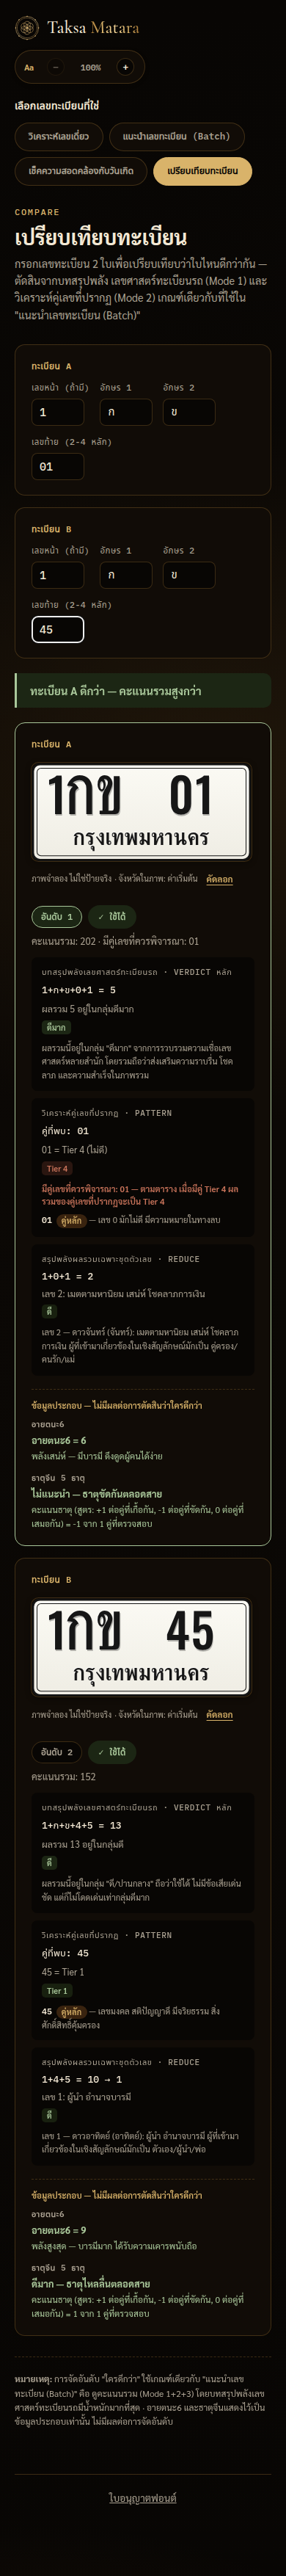 Taksa Matara
Aa − 100% +
เลือกเลขทะเบียนที่ใช่
วิเคราะห์เลขเดี่ยว แนะนำเลขทะเบียน (Batch)
เช็คความสอดคล้องกับวันเกิด เปรียบเทียบทะเบียน
COMPARE
เปรียบเทียบทะเบียน
กรอกเลขทะเบียน 2 ใบเพื่อเปรียบเทียบว่าใบไหนดีกว่ากัน —
ตัดสินจากบทสรุปพลัง เลขศาสตร์ทะเบียนรถ (Mode 1) และ
วิเคราะห์คู่เลขที่ปรากฏ (Mode 2) เกณฑ์เดียวกับที่ใช้ใน
"แนะนำเลขทะเบียน (Batch)"
ทะเบียน A
เลขหน้า (ถ้ามี) อักษร 1 อักษร 2
1 ก ข
เลขท้าย (2-4 หลัก)
01
ทะเบียน B
เลขหน้า (ถ้ามี) อักษร 1 อักษร 2
1 ก ข
เลขท้าย (2-4 หลัก)
45
ทะเบียน A ดีกว่า — คะแนนรวมสูงกว่า
ทะเบียน A
1กข 01
กรุงเทพมหานคร
ภาพจำลอง ไม่ใช่ป้ายจริง · จังหวัดในภาพ: ค่าเริ่มต้น คัดลอก
อันดับ 1 ✓ ใช้ได้
คะแนนรวม: 202 · มีคู่เลขที่ควรพิจารณา: 01
บทสรุปพลังเลขศาสตร์ทะเบียนรถ · VERDICT หลัก
1+ก+ข+0+1 = 5
ผลรวม 5 อยู่ในกลุ่มดีมาก
ดีมาก
ผลรวมนี้อยู่ในกลุ่ม "ดีมาก" จากการรวบรวมความเชื่อเลข
ศาสตร์หลายสำนัก โดยรวมถือว่าส่งเสริมความราบรื่น โชค
ลาภ และความสำเร็จในภาพรวม
วิเคราะห์คู่เลขที่ปรากฏ · PATTERN
คู่ที่พบ: 01
01 = Tier 4 (ไม่ดี)
Tier 4
มีคู่เลขที่ควรพิจารณา: 01 — ตามตาราง เมื่อมีคู่ Tier 4 ผล
รวมของคู่เลขที่ปรากฏจะเป็น Tier 4
01 คู่หลัก — เลข 0 มักไม่ดี มีความหมายในทางลบ
สรุปพลังผลรวมเฉพาะชุดตัวเลข · REDUCE
1+0+1 = 2
เลข 2: เมตตามหานิยม เสน่ห์ โชคลาภการเงิน
ดี
เลข 2 — ดาวจันทร์ (จันทร์): เมตตามหานิยม เสน่ห์ โชคลาภ
การเงิน ผู้ที่เข้ามาเกี่ยวข้องในเชิงสัญลักษณ์มักเป็น คู่ครอง/
คนรัก/แม่
ข้อมูลประกอบ — ไม่มีผลต่อการตัดสินว่าใครดีกว่า
อายตนะ6
อายตนะ6 = 6
พลังเสน่ห์ — มีบารมี ดึงดูดผู้คนได้ง่าย
ธาตุจีน 5 ธาตุ
ไม่แนะนำ — ธาตุขัดกันตลอดสาย
คะแนนธาตุ (สูตร: +1 ต่อคู่ที่เกื้อกัน, -1 ต่อคู่ที่ขัดกัน, 0 ต่อคู่ที่
เสมอกัน) = -1 จาก 1 คู่ที่ตรวจสอบ
ทะเบียน B
1กข 45
กรุงเทพมหานคร
ภาพจำลอง ไม่ใช่ป้ายจริง · จังหวัดในภาพ: ค่าเริ่มต้น คัดลอก
อันดับ 2 ✓ ใช้ได้
คะแนนรวม: 152
บทสรุปพลังเลขศาสตร์ทะเบียนรถ · VERDICT หลัก
1+ก+ข+4+5 = 13
ผลรวม 13 อยู่ในกลุ่มดี
ดี
ผลรวมนี้อยู่ในกลุ่ม "ดี/ปานกลาง" ถือว่าใช้ได้ ไม่มีข้อเสียเด่น
ชัด แต่ก็ไม่โดดเด่นเท่ากลุ่มดีมาก
วิเคราะห์คู่เลขที่ปรากฏ · PATTERN
คู่ที่พบ: 45
45 = Tier 1
Tier 1
45 คู่หลัก — เลขมงคล สติปัญญาดี มีจริยธรรม สิ่ง
ศักดิ์สิทธิ์คุ้มครอง
สรุปพลังผลรวมเฉพาะชุดตัวเลข · REDUCE
1+4+5 = 10 → 1
เลข 1: ผู้นำ อำนาจบารมี
ดี
เลข 1 — ดาวอาทิตย์ (อาทิตย์): ผู้นำ อำนาจบารมี ผู้ที่เข้ามา
เกี่ยวข้องในเชิงสัญลักษณ์มักเป็น ตัวเอง/ผู้นำ/พ่อ
ข้อมูลประกอบ — ไม่มีผลต่อการตัดสินว่าใครดีกว่า
อายตนะ6
อายตนะ6 = 9
พลังสูงสุด — บารมีมาก ได้รับความเคารพนับถือ
ธาตุจีน 5 ธาตุ
ดีมาก — ธาตุไหลลื่นตลอดสาย
คะแนนธาตุ (สูตร: +1 ต่อคู่ที่เกื้อกัน, -1 ต่อคู่ที่ขัดกัน, 0 ต่อคู่ที่
เสมอกัน) = 1 จาก 1 คู่ที่ตรวจสอบ
หมายเหตุ: การจัดอันดับ "ใครดีกว่า" ใช้เกณฑ์เดียวกับ "แนะนำเลข
ทะเบียน (Batch)" คือ ดูคะแนนรวม (Mode 1+2+3) โดยบทสรุปพลังเลข
ศาสตร์ทะเบียนรถมีน้ำหนักมากที่สุด · อายตนะ6 และธาตุจีนแสดงไว้เป็น
ข้อมูลประกอบเท่านั้น ไม่มีผลต่อการจัดอันดับ
ใบอนุญาตฟอนต์